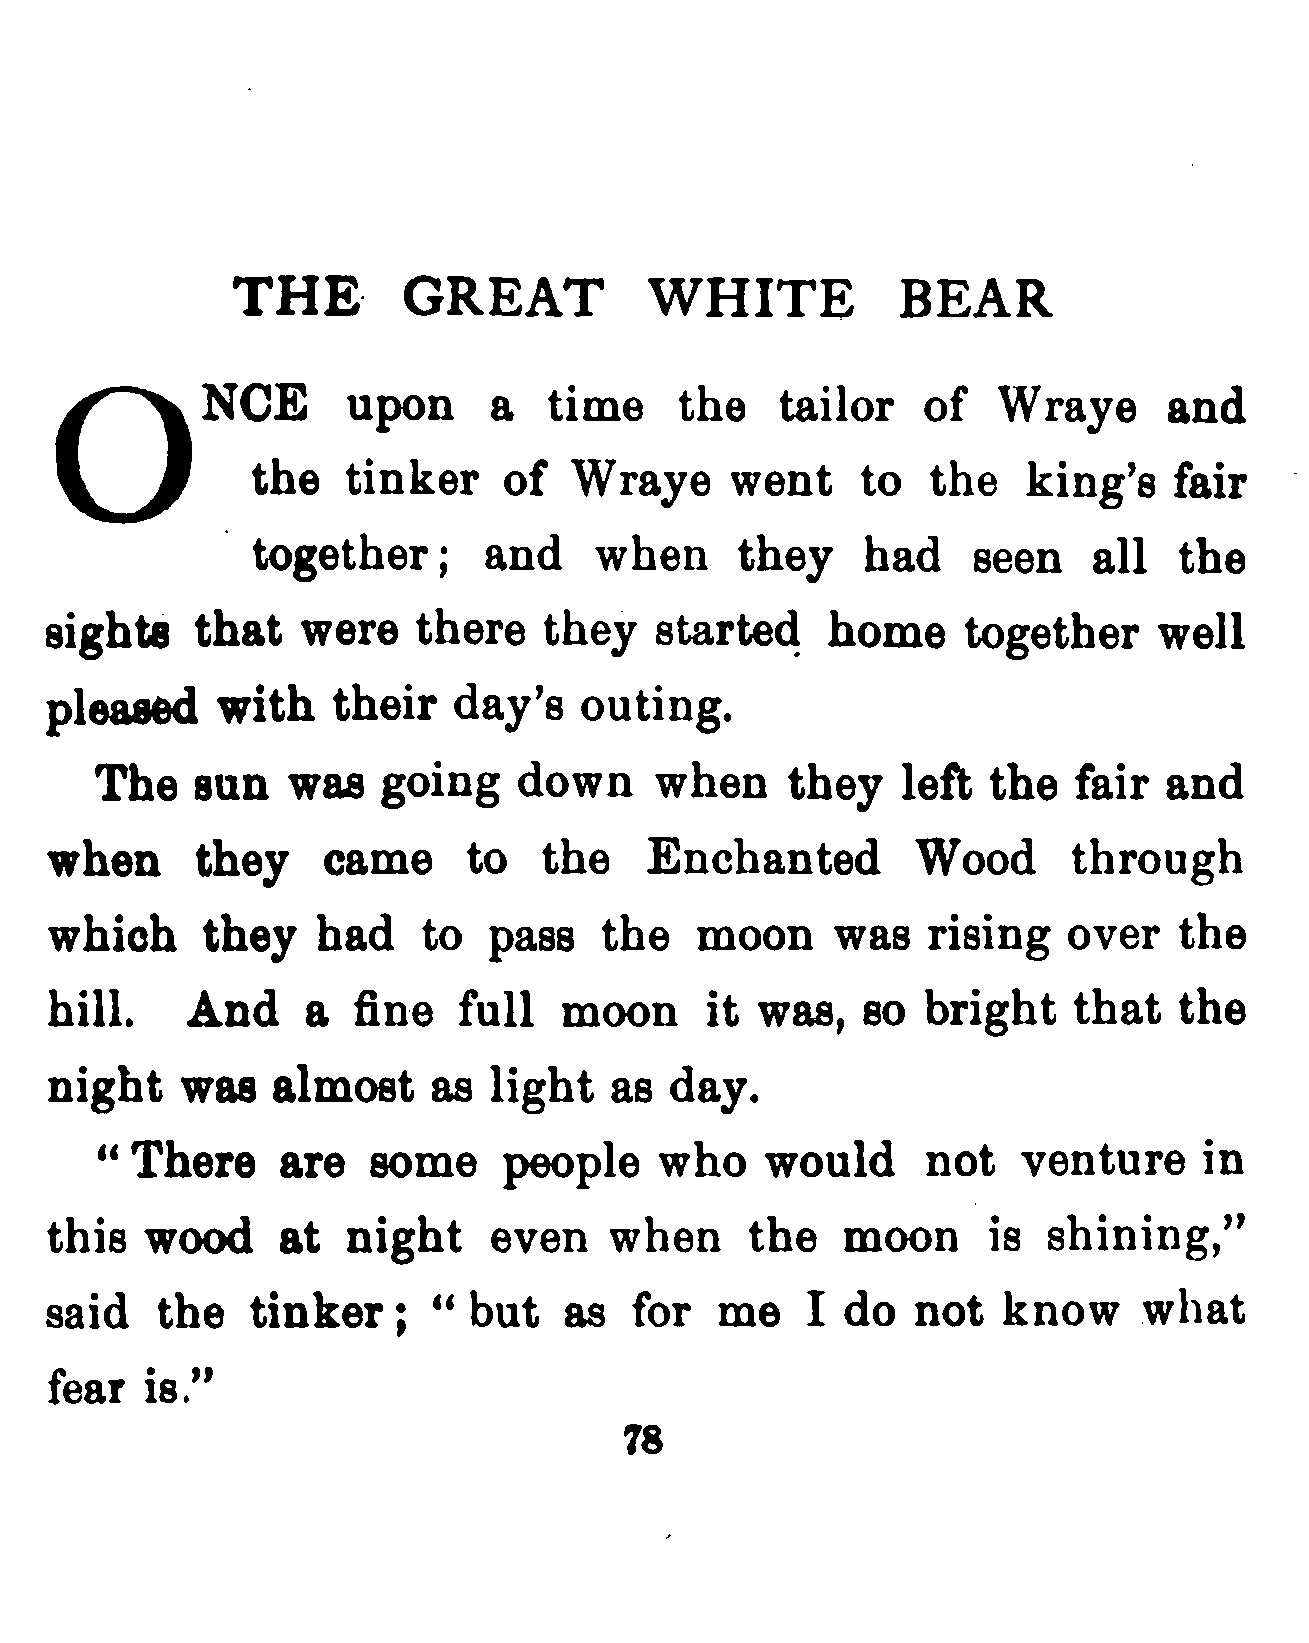 THE GREAT WHITE BEAR
ONCE upon a time the tailor of Wraye and
the tinker of Wraye went to the king's fair
together; and when they had seen all the
sights that were there they started home together well
pleased with their day's outing.
The sun was going down when they left the fair and
when they came to the Enchanted Wood through
which they had to pass the moon was rising over the
hill. And a fine full moon it was, so bright that the
night was almost as light as day.
"There are some people who would not venture in
this wood at night even when the moon is shining,"
said the tinker; "but as for me I do not know what
fear is."
78